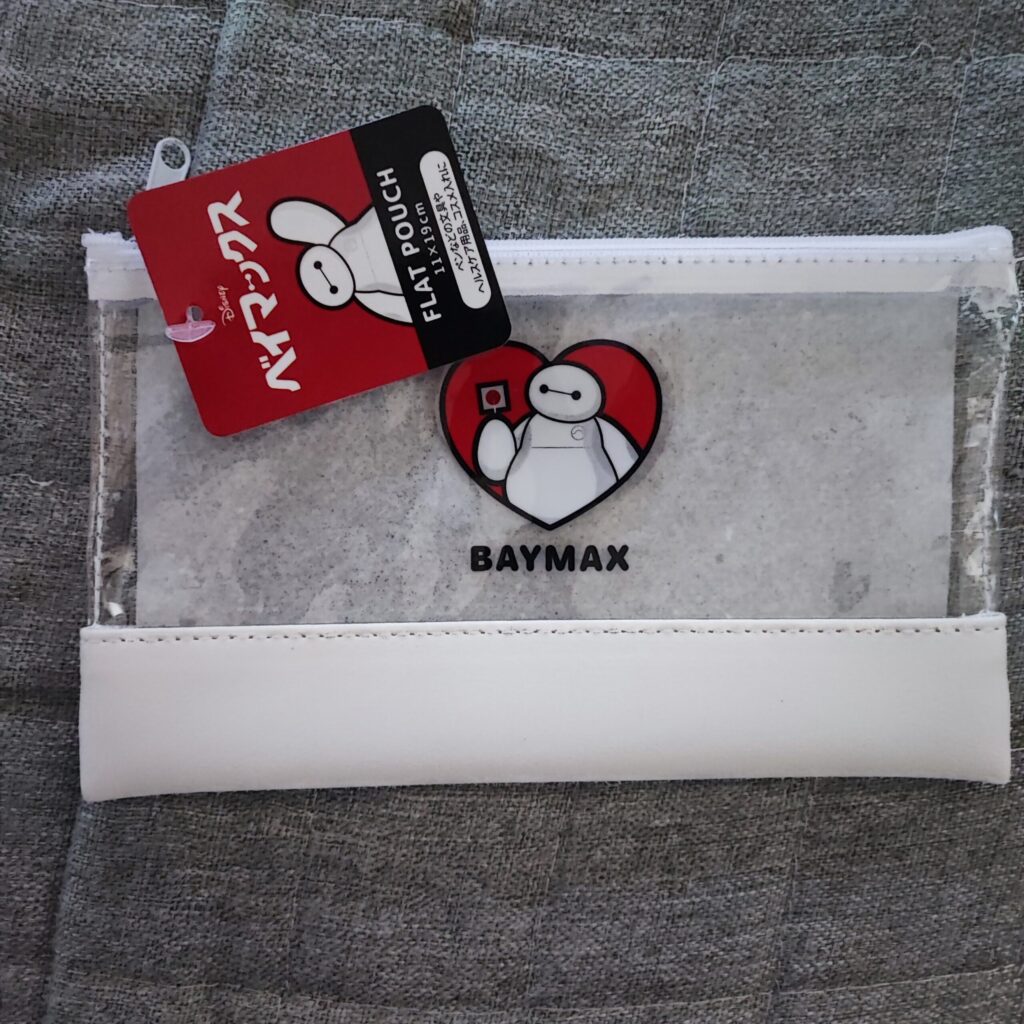 Disney
ベイマックス
FLAT POUCH
11×19cm
ペンなどの文具や
ヘルスケア用品、コスメ入れに
BAYMAX